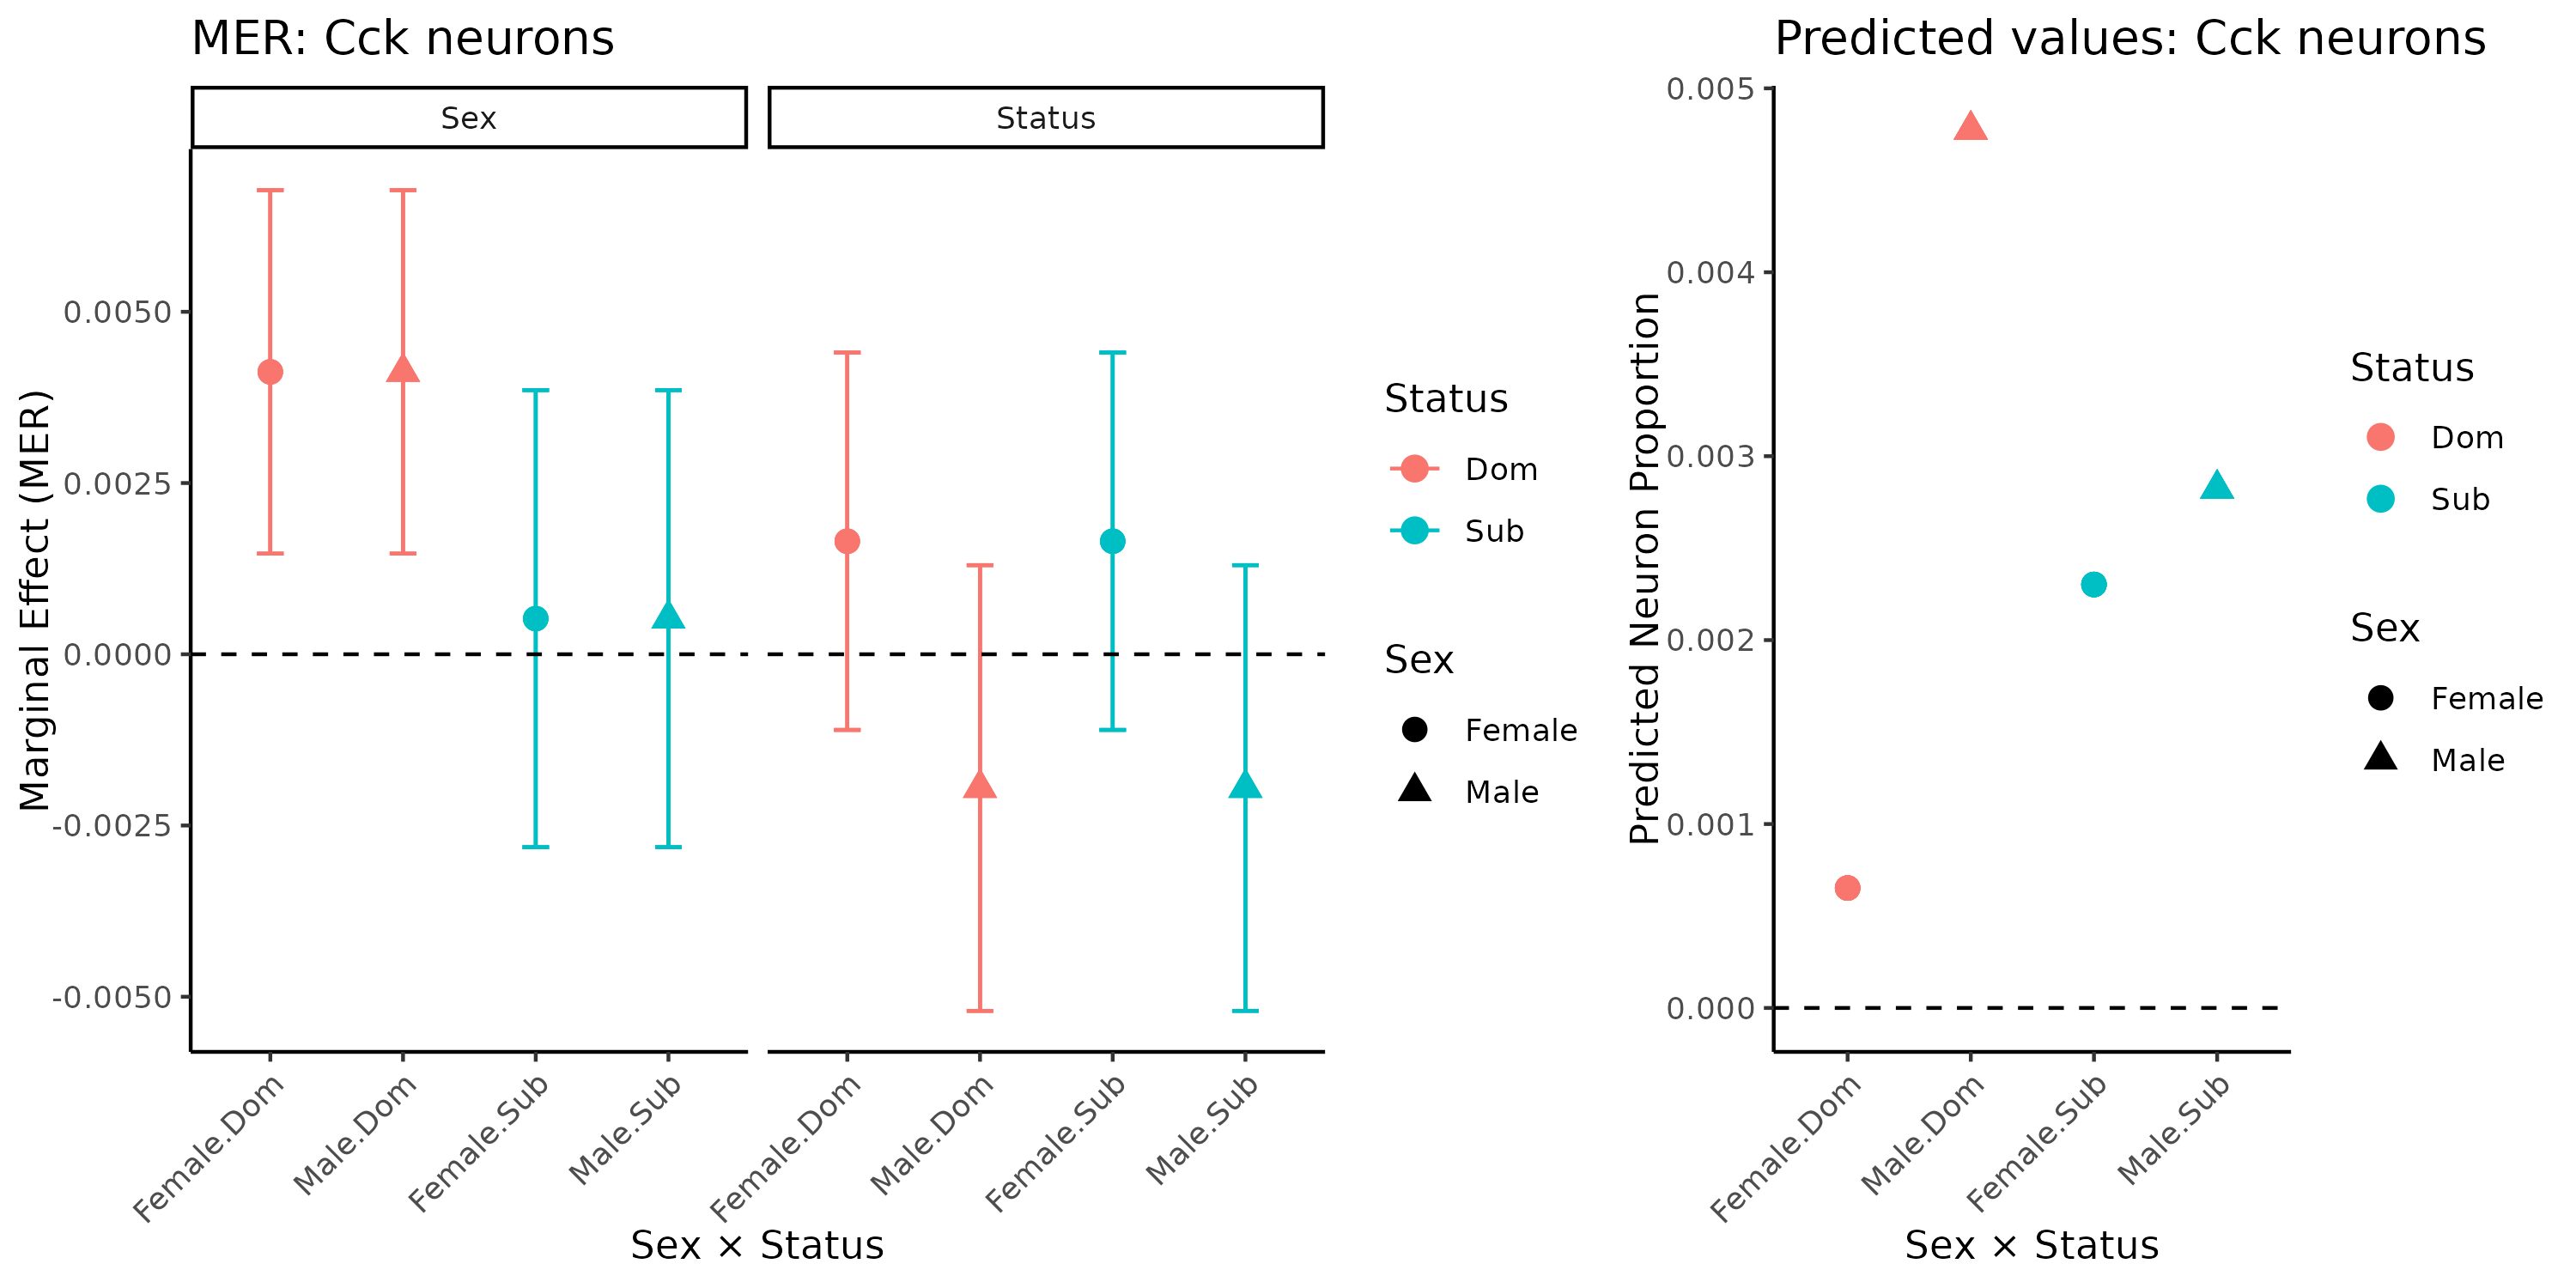 MER: Cck neurons
Sex
Status
Marginal Effect (MER)
0.0050
0.0025
0.0000
-0.0025
-0.0050
Female.Dom
Male.Dom
Female.Sub
Male.Sub
Female.Dom
Male.Dom
Female.Sub
Male.Sub
Sex × Status
Status
Dom
Sub
Sex
Female
Male
Predicted values: Cck neurons
Predicted Neuron Proportion
0.005
0.004
0.003
0.002
0.001
0.000
Female.Dom
Male.Dom
Female.Sub
Male.Sub
Sex × Status
Status
Dom
Sub
Sex
Female
Male